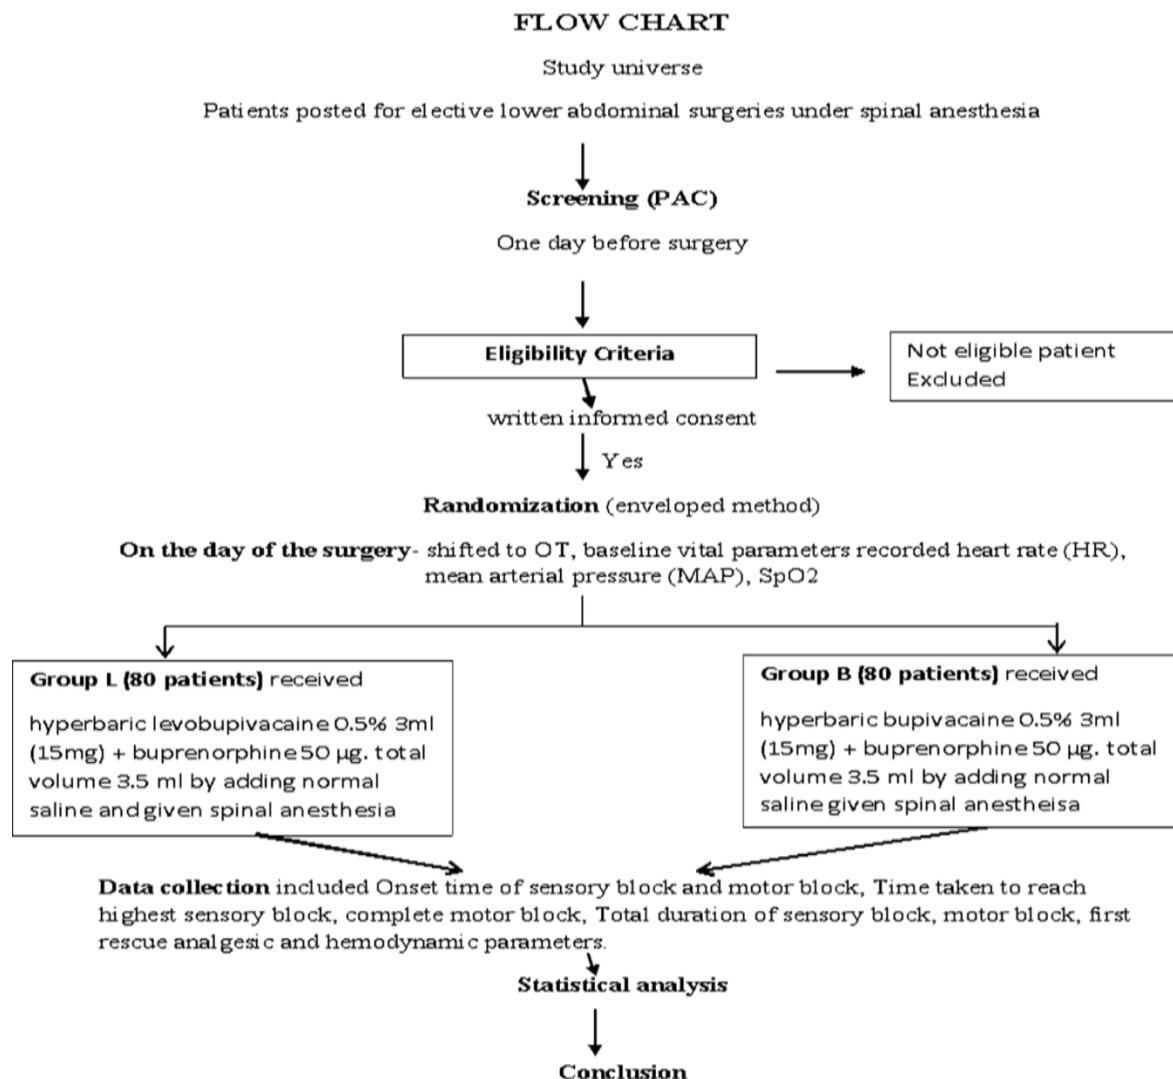 FLOW CHART
Study universe
Patients posted for elective lower abdominal surgeries under spinal anesthesia
Screening (PAC)
One day before surgery
Eligibility Criteria
Not eligible patient
Excluded
written informed consent
Yes
Randomization (enveloped method)
On the day of the surgery- shifted to OT, baseline vital parameters recorded heart rate (HR),
mean arterial pressure (MAP), SpO2
Group L (80 patients) received
hyperbaric levobupivacaine 0.5% 3ml
(15mg) + buprenorphine 50 µg. total
volume 3.5 ml by adding normal
saline and given spinal anesthesia
Group B (80 patients) received
hyperbaric bupivacaine 0.5% 3ml
(15mg) + buprenorphine 50 µg. total
volume 3.5 ml by adding normal
saline given spinal anestheisa
Data collection included Onset time of sensory block and motor block, Time taken to reach
highest sensory block, complete motor block, Total duration of sensory block, motor block, first
rescue analgesic and hemodynamic parameters.
Statistical analysis
Conclusion